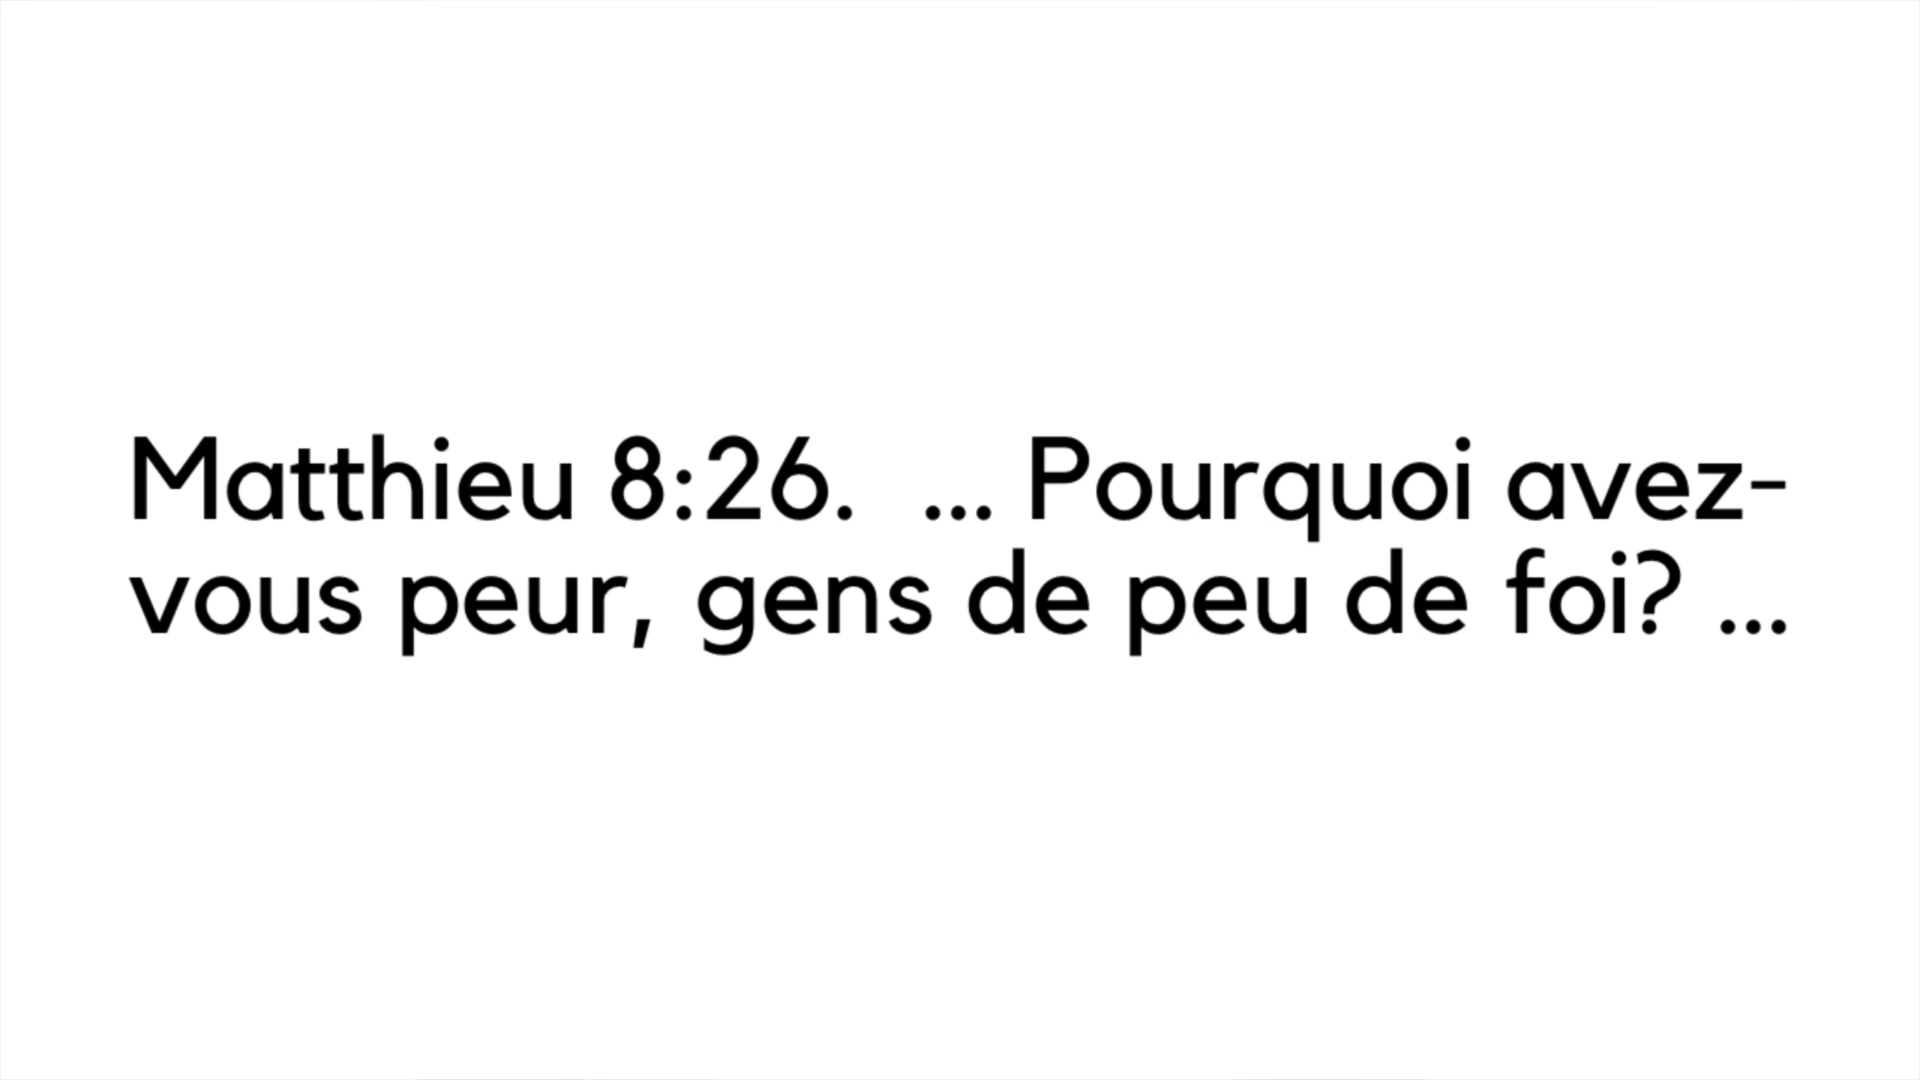 Matthieu 8:26.  ... Pourquoi avez-
vous peur, gens de peu de foi? ...